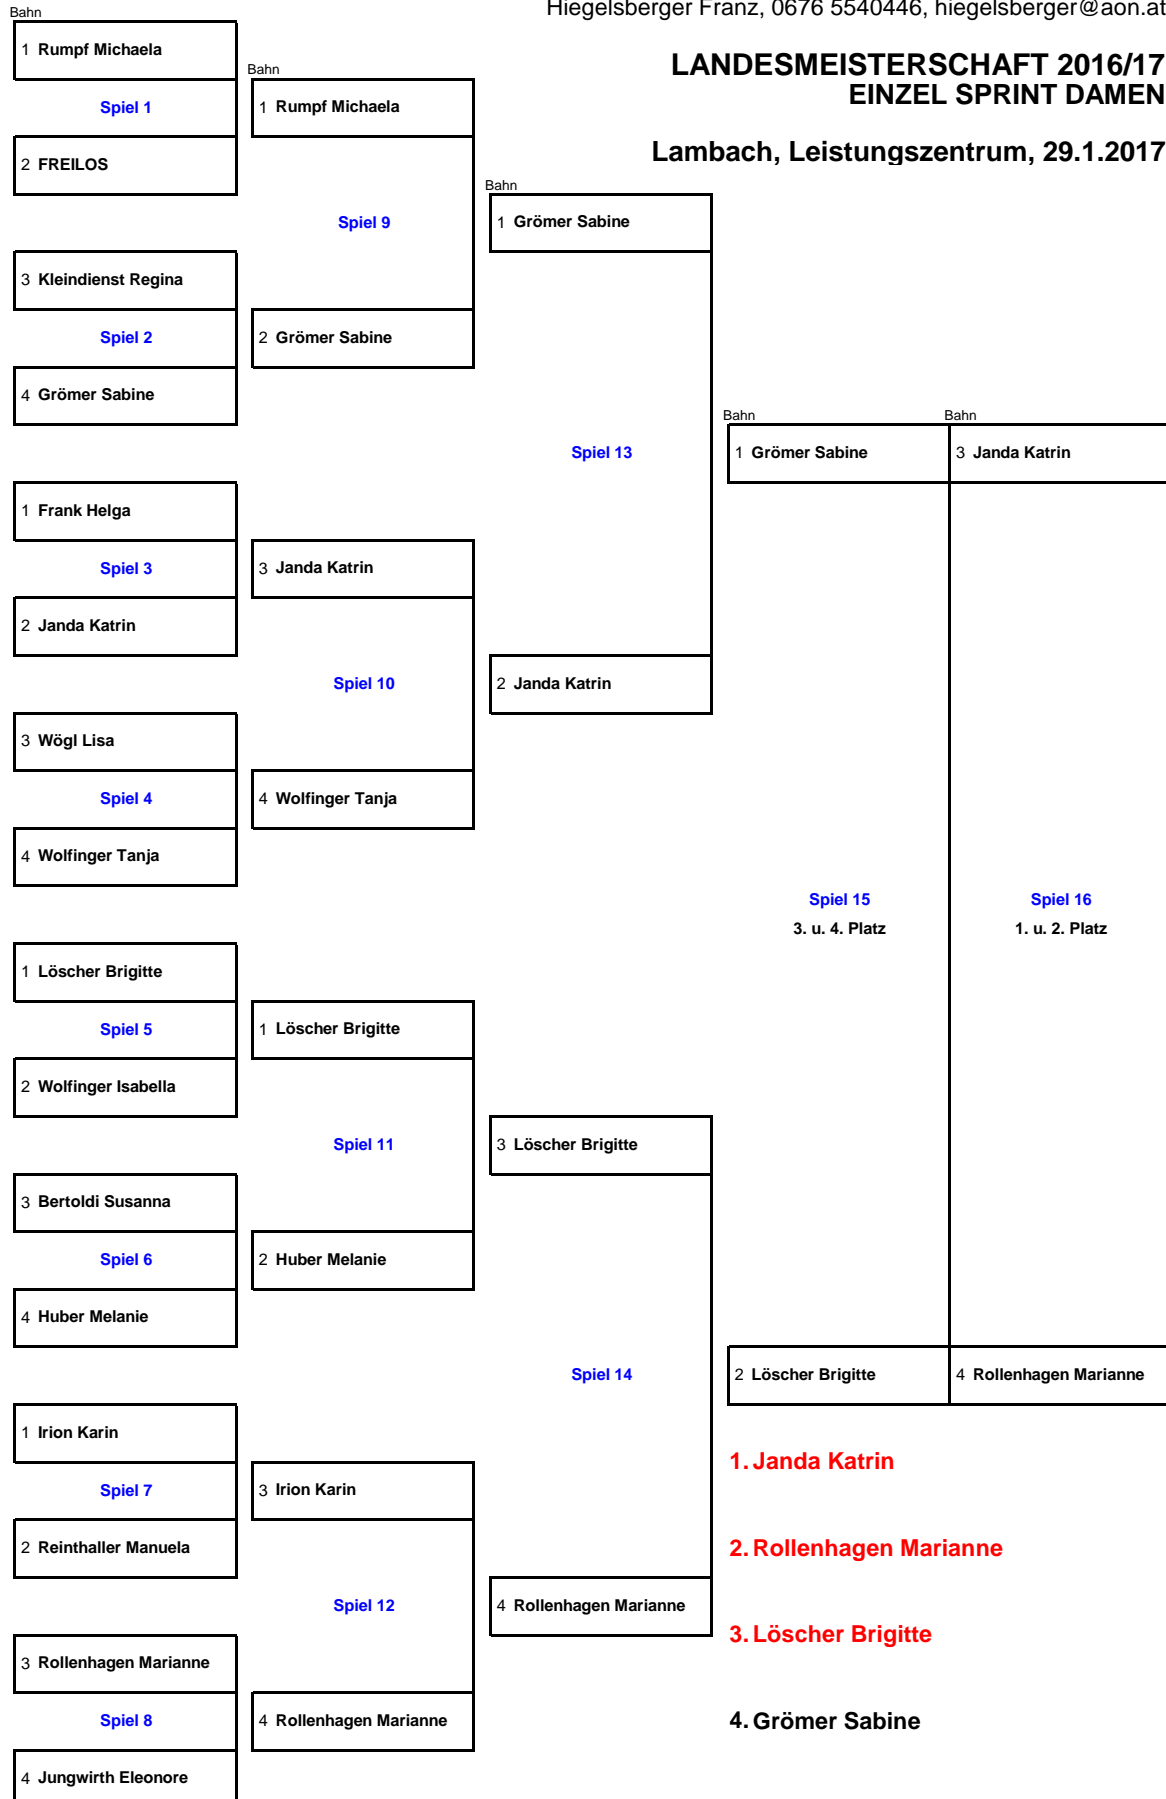 Hiegelsberger Franz, 0676 5540446, hiegelsberger@aon.at
LANDESMEISTERSCHAFT 2016/17
EINZEL SPRINT DAMEN
Lambach, Leistungszentrum, 29.1.2017
Bahn
1 Rumpf Michaela
Spiel 1
2 FREILOS
3 Kleindienst Regina
Spiel 2
4 Grömer Sabine
1 Frank Helga
Spiel 3
2 Janda Katrin
3 Wögl Lisa
Spiel 4
4 Wolfinger Tanja
1 Löscher Brigitte
Spiel 5
2 Wolfinger Isabella
3 Bertoldi Susanna
Spiel 6
4 Huber Melanie
1 Irion Karin
Spiel 7
2 Reinthaller Manuela
3 Rollenhagen Marianne
Spiel 8
4 Jungwirth Eleonore
Bahn
1 Rumpf Michaela
Spiel 9
2 Grömer Sabine
3 Janda Katrin
Spiel 10
4 Wolfinger Tanja
1 Löscher Brigitte
Spiel 11
2 Huber Melanie
3 Irion Karin
Spiel 12
4 Rollenhagen Marianne
Bahn
1 Grömer Sabine
Spiel 13
2 Janda Katrin
3 Löscher Brigitte
Spiel 14
4 Rollenhagen Marianne
Bahn
1 Grömer Sabine
Spiel 15
3. u. 4. Platz
2 Löscher Brigitte
Bahn
3 Janda Katrin
Spiel 16
1. u. 2. Platz
4 Rollenhagen Marianne
1. Janda Katrin
2. Rollenhagen Marianne
3. Löscher Brigitte
4. Grömer Sabine